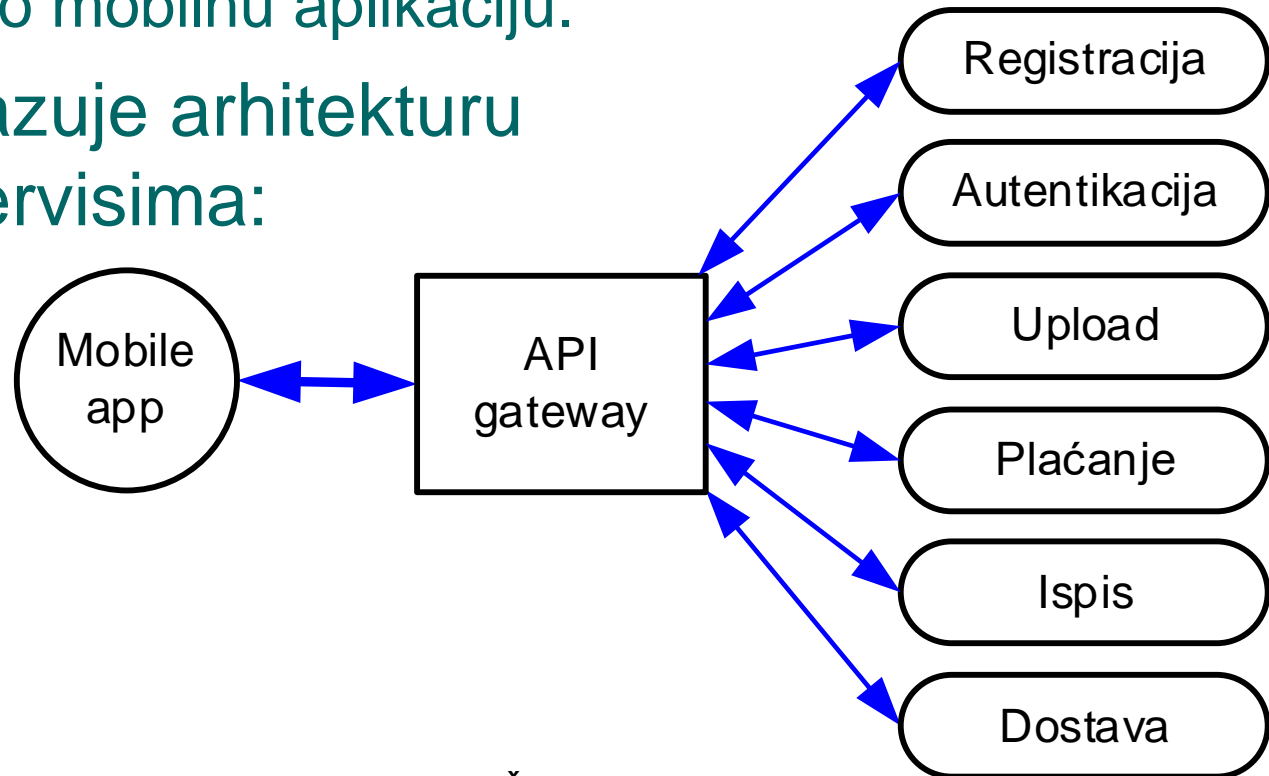 o mobilnu aplikaciju.
azuje arhitekturu
ervisima:
Mobile
app
API
gateway
Registracija
Autentikacija
Upload
Plaćanje
Ispis
Dostava